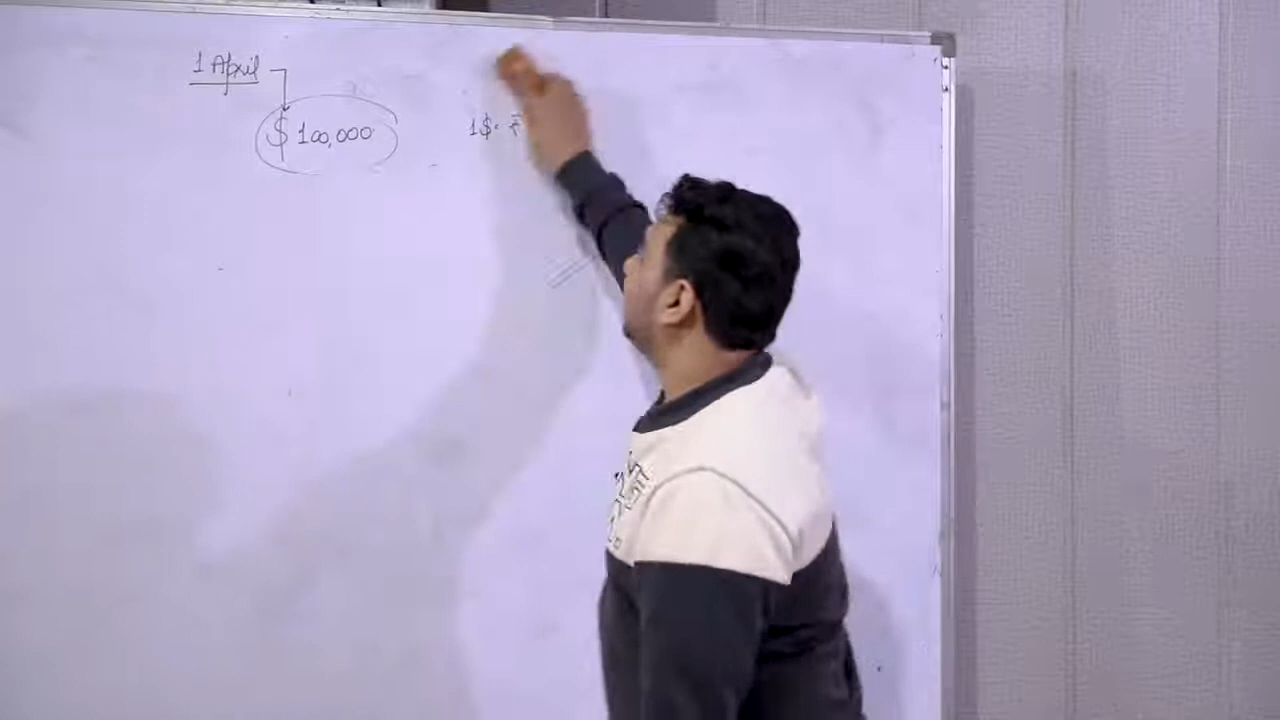 1 April
$ 100,000
1$ = ₹